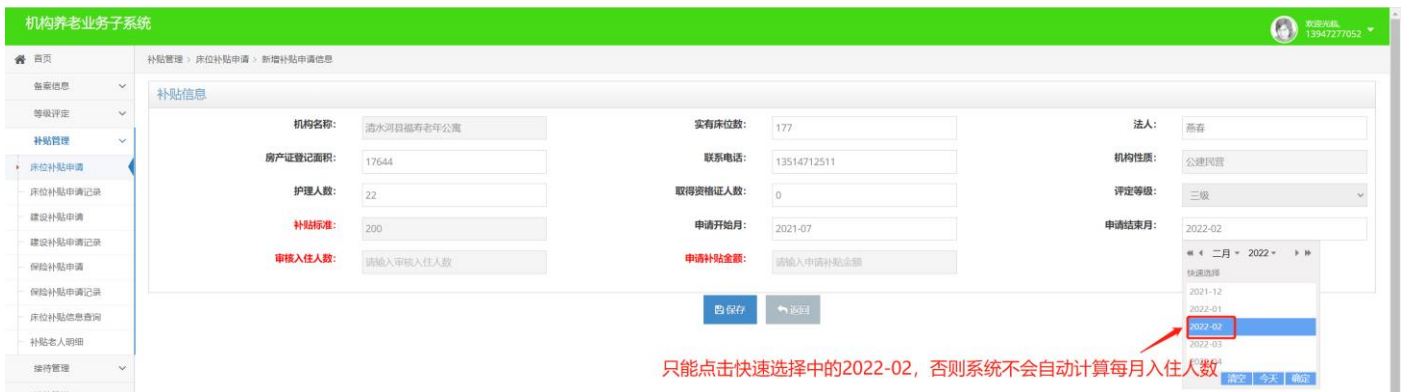 机构养老业务子系统
欢迎光临,
13947277052
首页
补贴管理 > 床位补贴申请 > 新增补贴申请信息
备案信息
等级评定
补贴管理
床位补贴申请
床位补贴申请记录
建设补贴申请
建设补贴申请记录
保险补贴申请
保险补贴申请记录
床位补贴信息查询
补贴老人明细
接待管理
补贴信息
机构名称: 清水河县福寿老年公寓 实有床位数: 177 法人: 燕春
房产证登记面积: 17644 联系电话: 13514712511 机构性质: 公建民营
护理人数: 22 取得资格证人数: 0 评定等级: 三级
补贴标准: 200 申请开始月: 2021-07 申请结束月: 2022-02
审核入住人数: 请输入审核入住人数 申请补贴金额: 请输入申请补贴金额
二月 2022
快速选择
2021-12
2022-01
2022-02
2022-03
保存 返回
只能点击快速选择中的2022-02，否则系统不会自动计算每月入住人数
清空 今天 确定